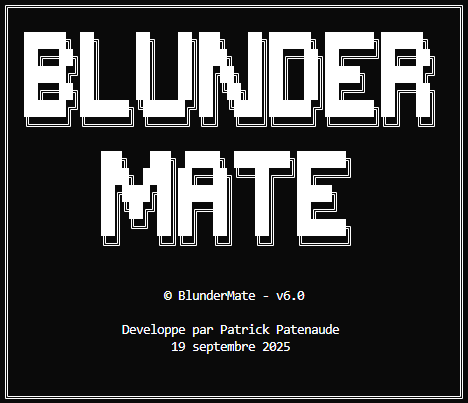 BLUNDER
MATE
© BlunderMate - v6.0
Developpe par Patrick Patenaude
19 septembre 2025